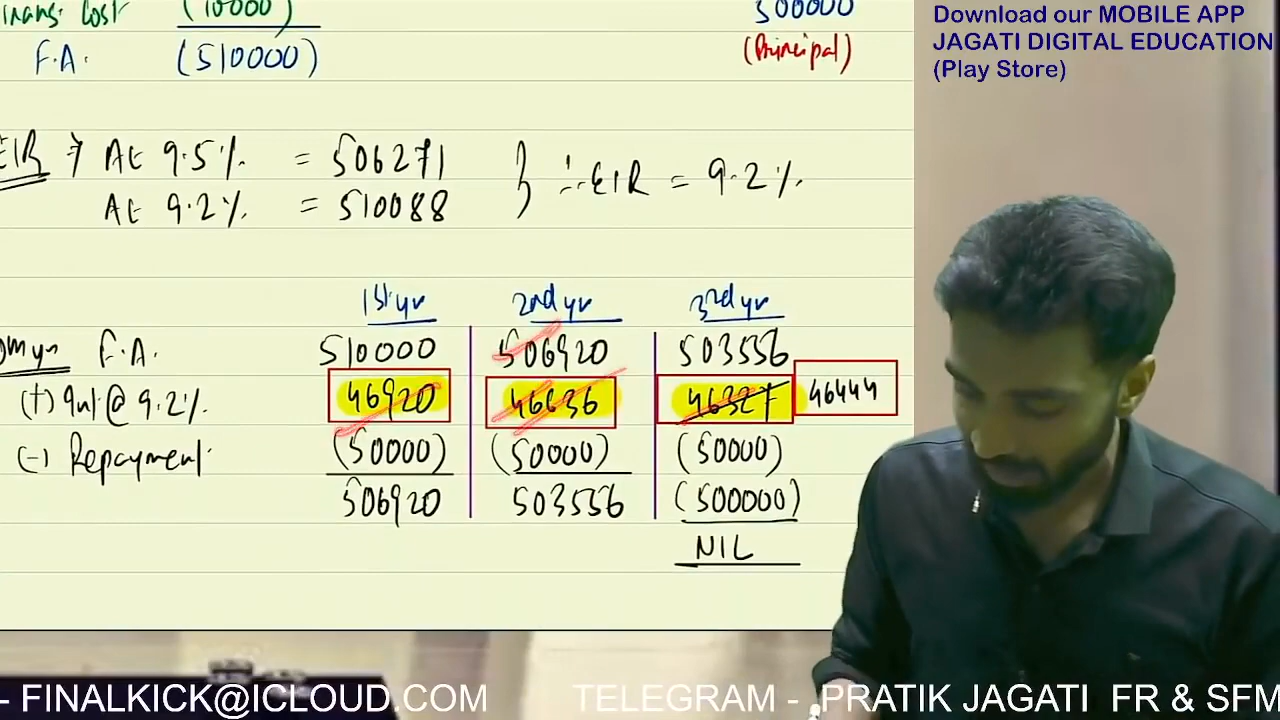 Trans. Cost (10000)
F.A. (510000)
500000
(Principal)
Download our MOBILE APP
JAGATI DIGITAL EDUCATION
(Play Store)
EIR → At 9.5% = 506271
At 9.2% = 510088
∴ EIR = 9.2%
1st yr 2nd yr 3rd yr
F.A. 510000 506920 503556
(+) Int @ 9.2% 46920 46636 46327 46444
(-) Repayment (50000) (50000) (50000)
506920 503556 (500000)
NIL
- FINALKICK@ICLOUD.COM TELEGRAM - PRATIK JAGATI FR & SFM